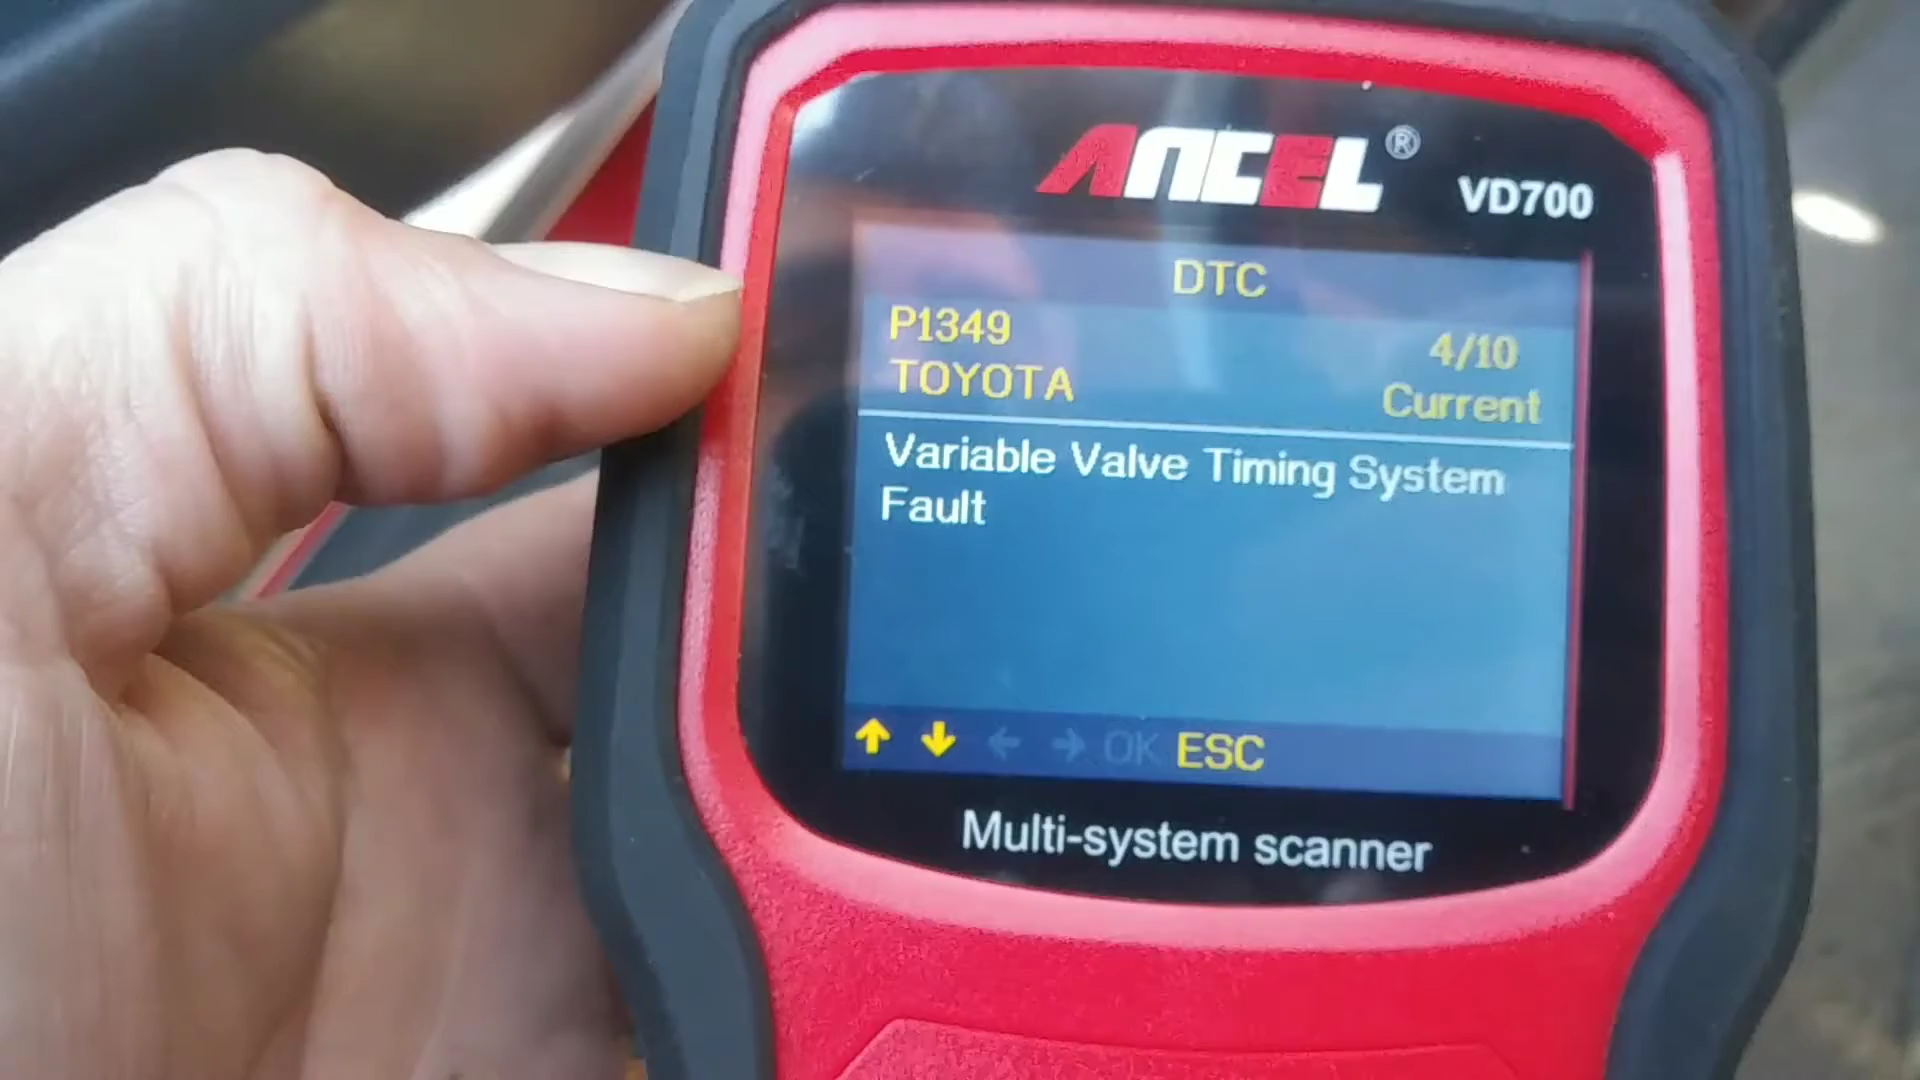 ANCEL®
VD700
DTC
P1349 4/10
TOYOTA Current
Variable Valve Timing System
Fault
OK ESC
Multi-system scanner